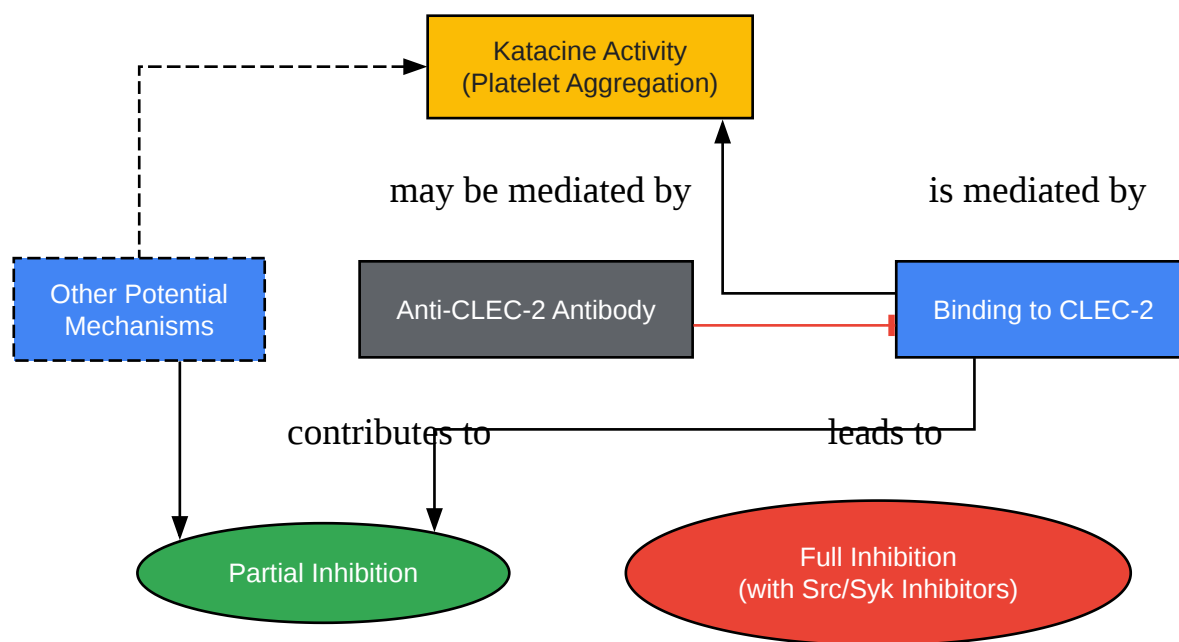 Katacine Activity
(Platelet Aggregation)
may be mediated by
is mediated by
Other Potential
Mechanisms
Anti-CLEC-2 Antibody
Binding to CLEC-2
contributes to
leads to
Partial Inhibition
Full Inhibition
(with Src/Syk Inhibitors)